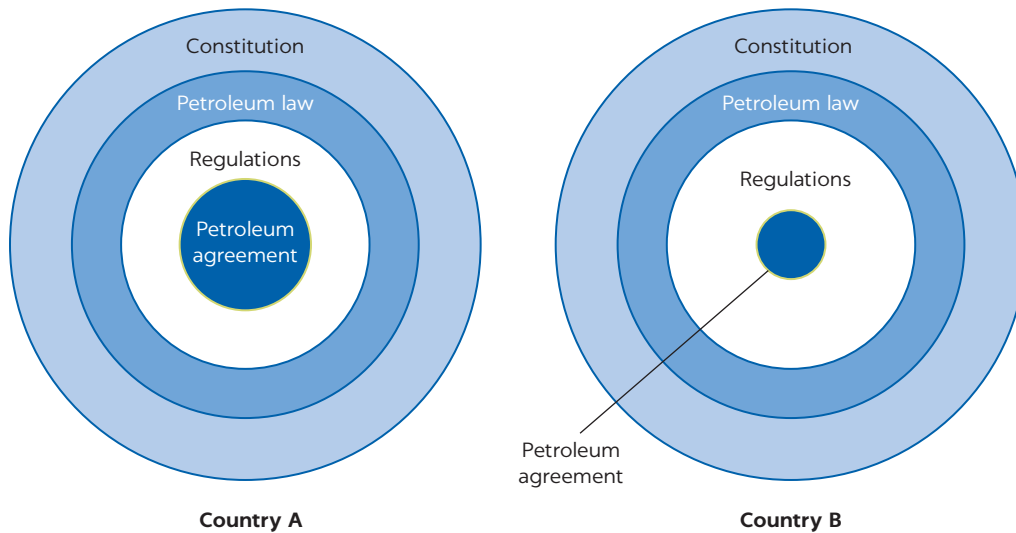 Constitution
Petroleum law
Regulations
Petroleum
agreement
Country A
Constitution
Petroleum law
Regulations
Petroleum
agreement
Country B